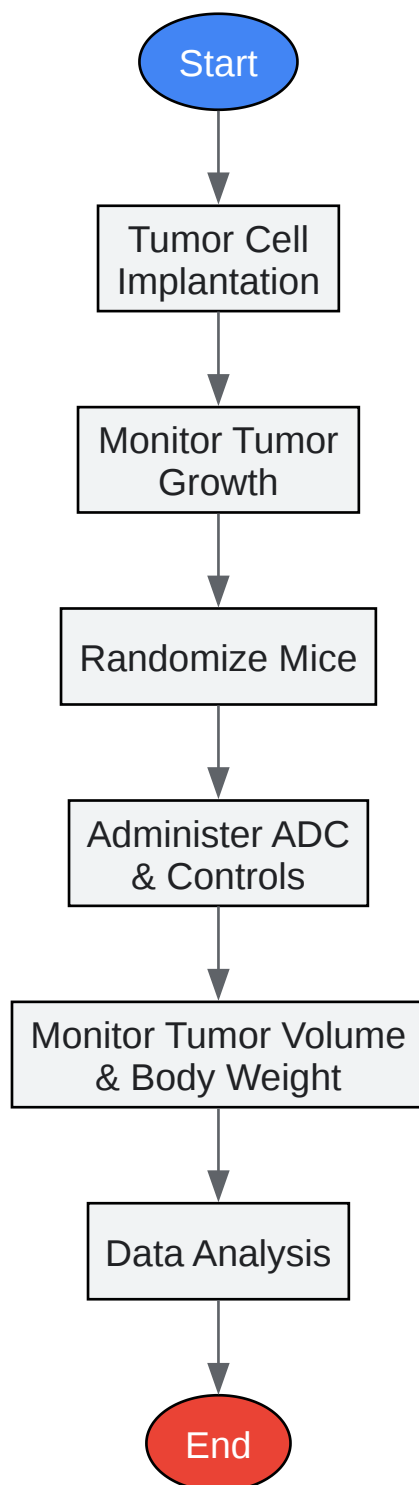 Start
Tumor Cell
Implantation
Monitor Tumor
Growth
Randomize Mice
Administer ADC
& Controls
Monitor Tumor Volume
& Body Weight
Data Analysis
End